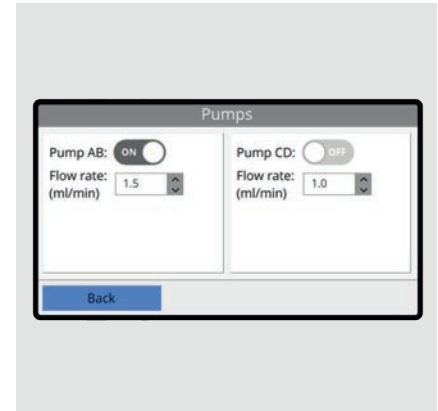 Pumps
Pump AB: ON
Flow rate: 1.5
(ml/min)
Pump CD: OFF
Flow rate: 1.0
(ml/min)
Back